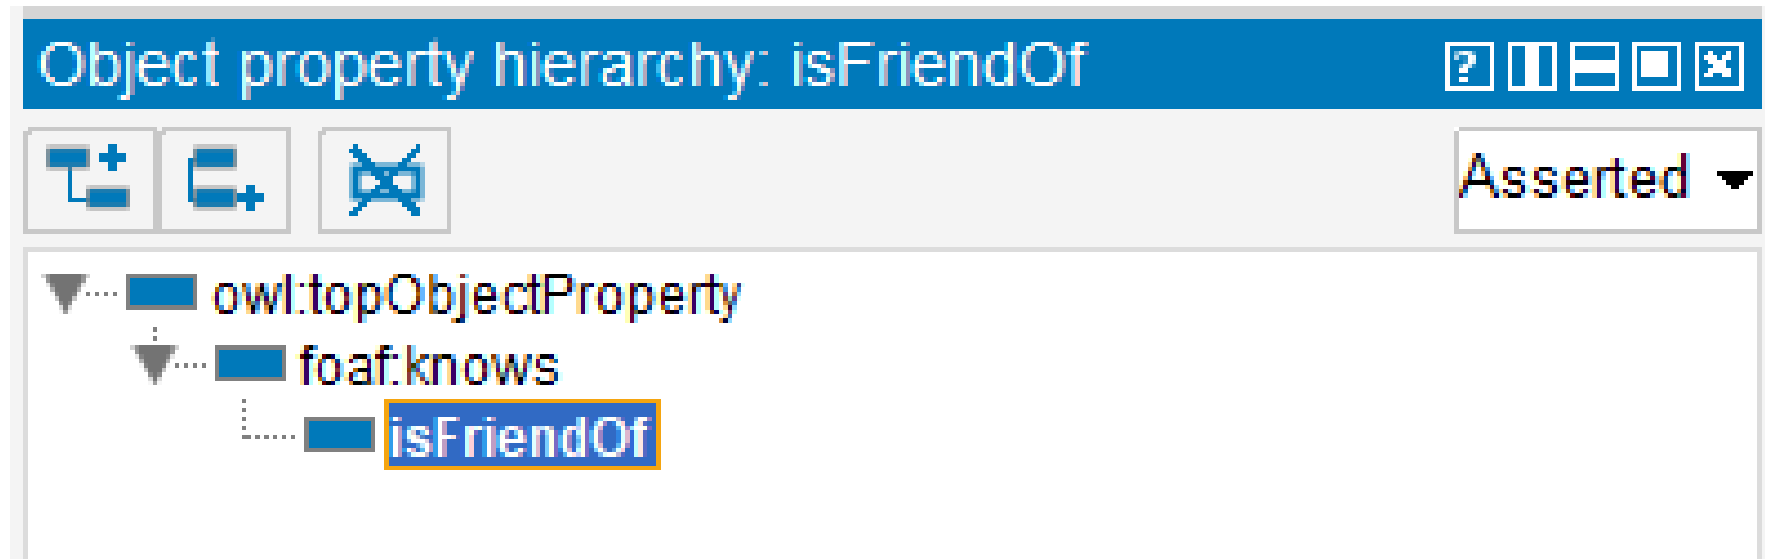 Object property hierarchy: isFriendOf
Asserted
owl:topObjectProperty
foaf:knows
isFriendOf